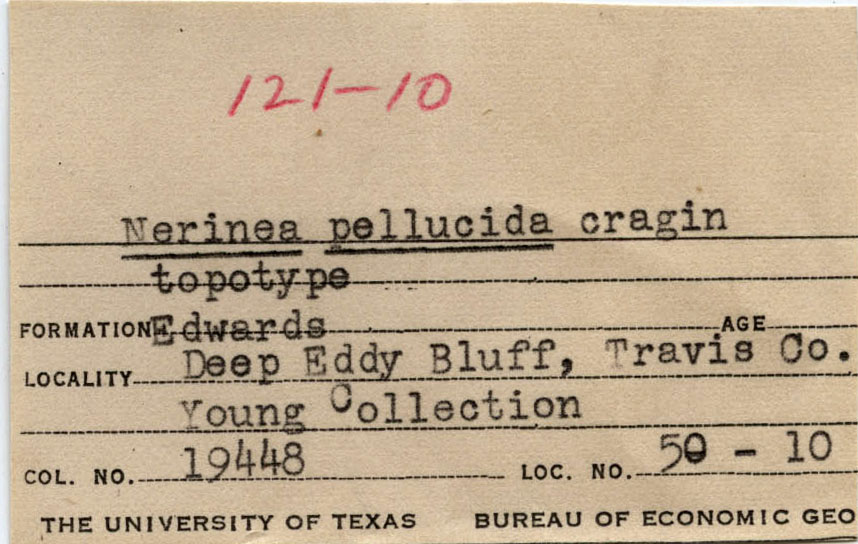 121-10
Nerinea pellucida cragin
topotype
FORMATION Edwards AGE
LOCALITY Deep Eddy Bluff, Travis Co.
Young Collection
COL. NO. 19448 LOC. NO. 50 - 10
THE UNIVERSITY OF TEXAS BUREAU OF ECONOMIC GEO